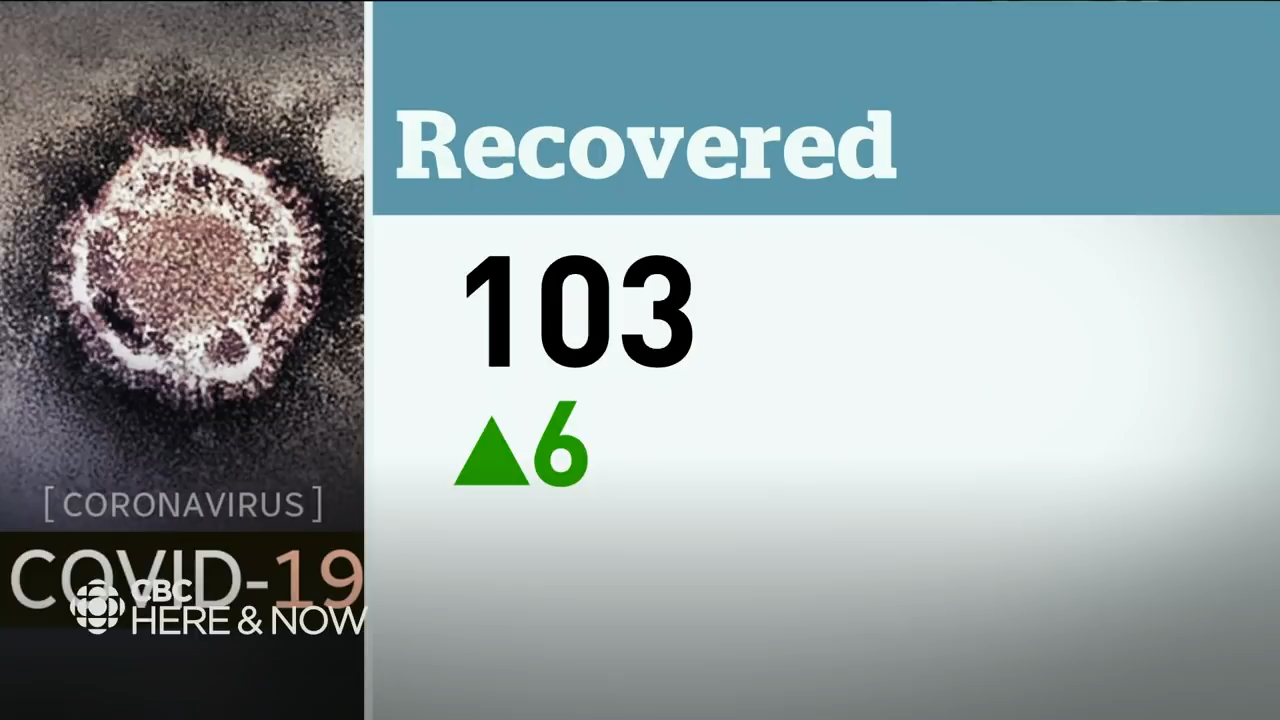 Recovered
103
▲6
[CORONAVIRUS]
COVID-19
CBC
HERE & NOW